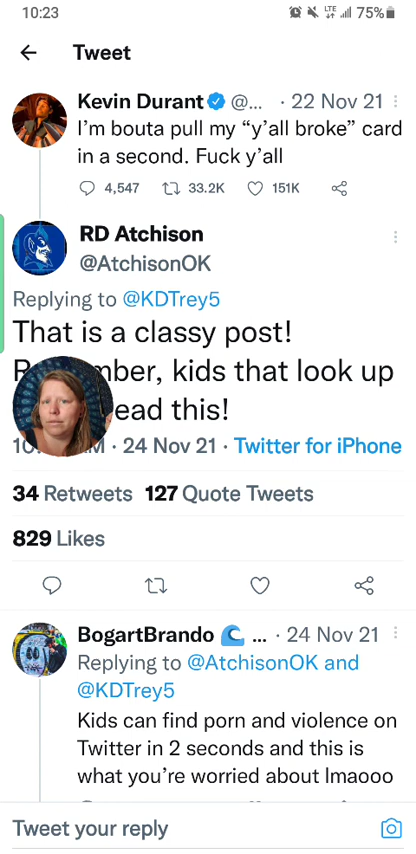 10:23
LTE 75%
Tweet
Kevin Durant @... · 22 Nov 21
I'm bouta pull my “y'all broke” card
in a second. Fuck y'all
4,547 33.2K 151K
RD Atchison
@AtchisonOK
Replying to @KDTrey5
That is a classy post!
kids that look up
this!
· 24 Nov 21 · Twitter for iPhone
34 Retweets 127 Quote Tweets
829 Likes
BogartBrando 🌊 ... · 24 Nov 21
Replying to @AtchisonOK and
@KDTrey5
Kids can find porn and violence on
Twitter in 2 seconds and this is
what you're worried about lmaooo
Tweet your reply